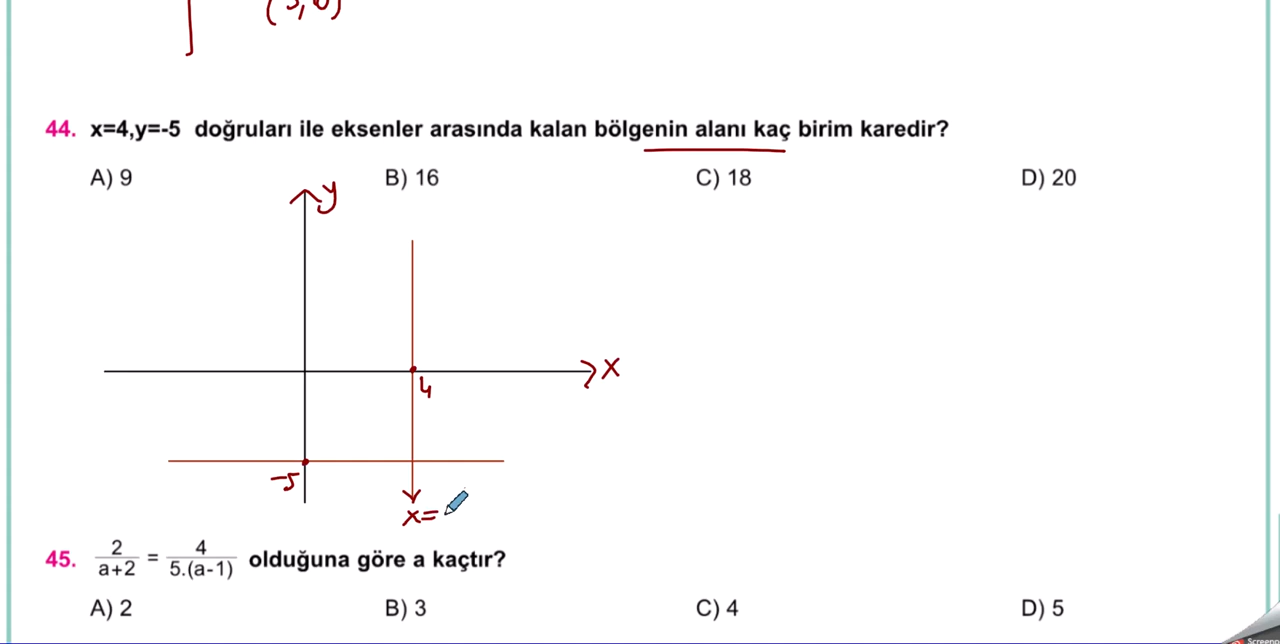 44. x=4,y=-5 doğruları ile eksenler arasında kalan bölgenin alanı kaç birim karedir?
A) 9 B) 16 C) 18 D) 20
y
x
4
-5
x=
45. 2/(a+2) = 4/(5.(a-1)) olduğuna göre a kaçtır?
A) 2 B) 3 C) 4 D) 5